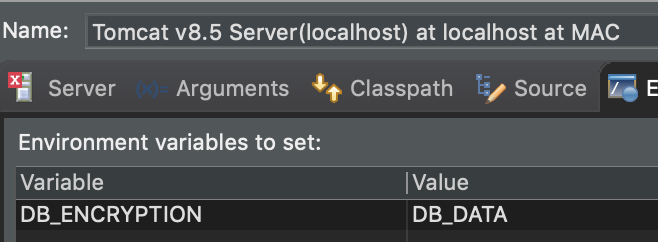 Name: Tomcat v8.5 Server(localhost) at localhost at MAC
Server (x)= Arguments Classpath Source E
Environment variables to set:
Variable Value
DB_ENCRYPTION DB_DATA